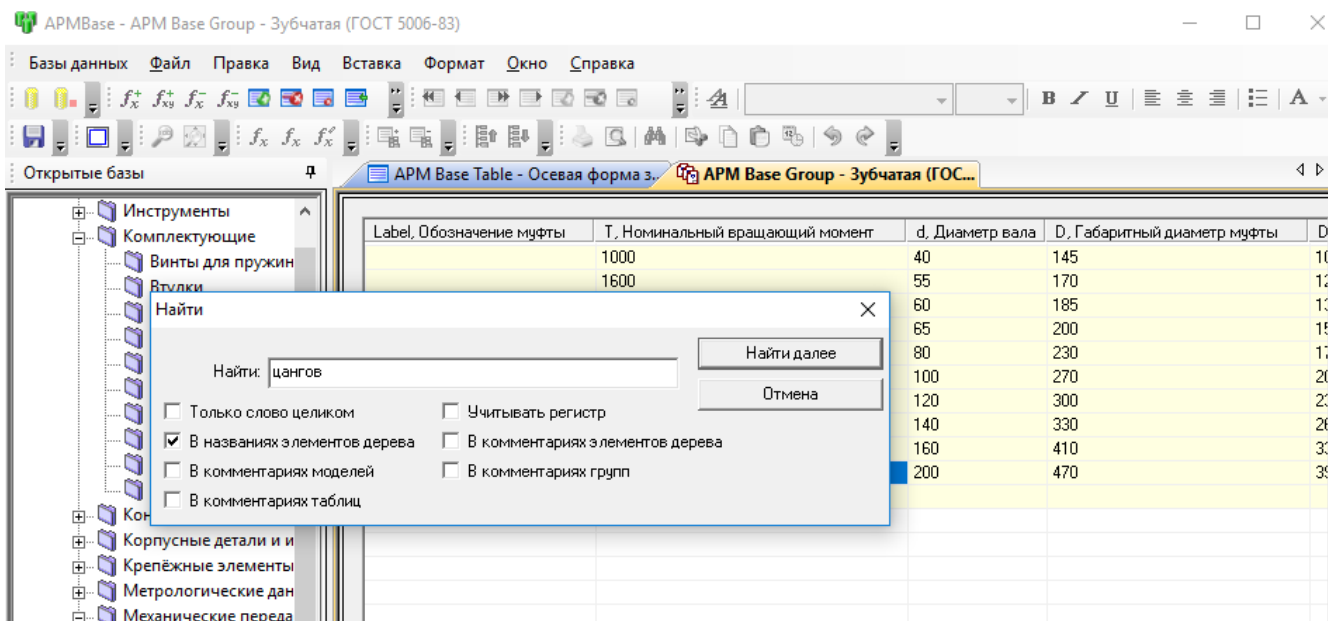 APMBase - APM Base Group - Зубчатая (ГОСТ 5006-83)
Базы данных Файл Правка Вид Вставка Формат Окно Справка
B I U A
Открытые базы
APM Base Table - Осевая форма з...
APM Base Group - Зубчатая (ГОС...
Инструменты
Комплектующие
Винты для пружин
Втулки
Корпусные детали и и
Крепёжные элементы
Метрологические дан
Механические переда
Label, Обозначение муфты T, Номинальный вращающий момент d, Диаметр вала D, Габаритный диаметр муфты D
1000 40 145
1600 55 170
60 185
65 200
80 230
100 270
120 300
140 330
160 410
200 470
Найти
Найти: цангов
Найти далее
Отмена
Только слово целиком Учитывать регистр
В названиях элементов дерева В комментариях элементов дерева
В комментариях моделей В комментариях групп
В комментариях таблиц